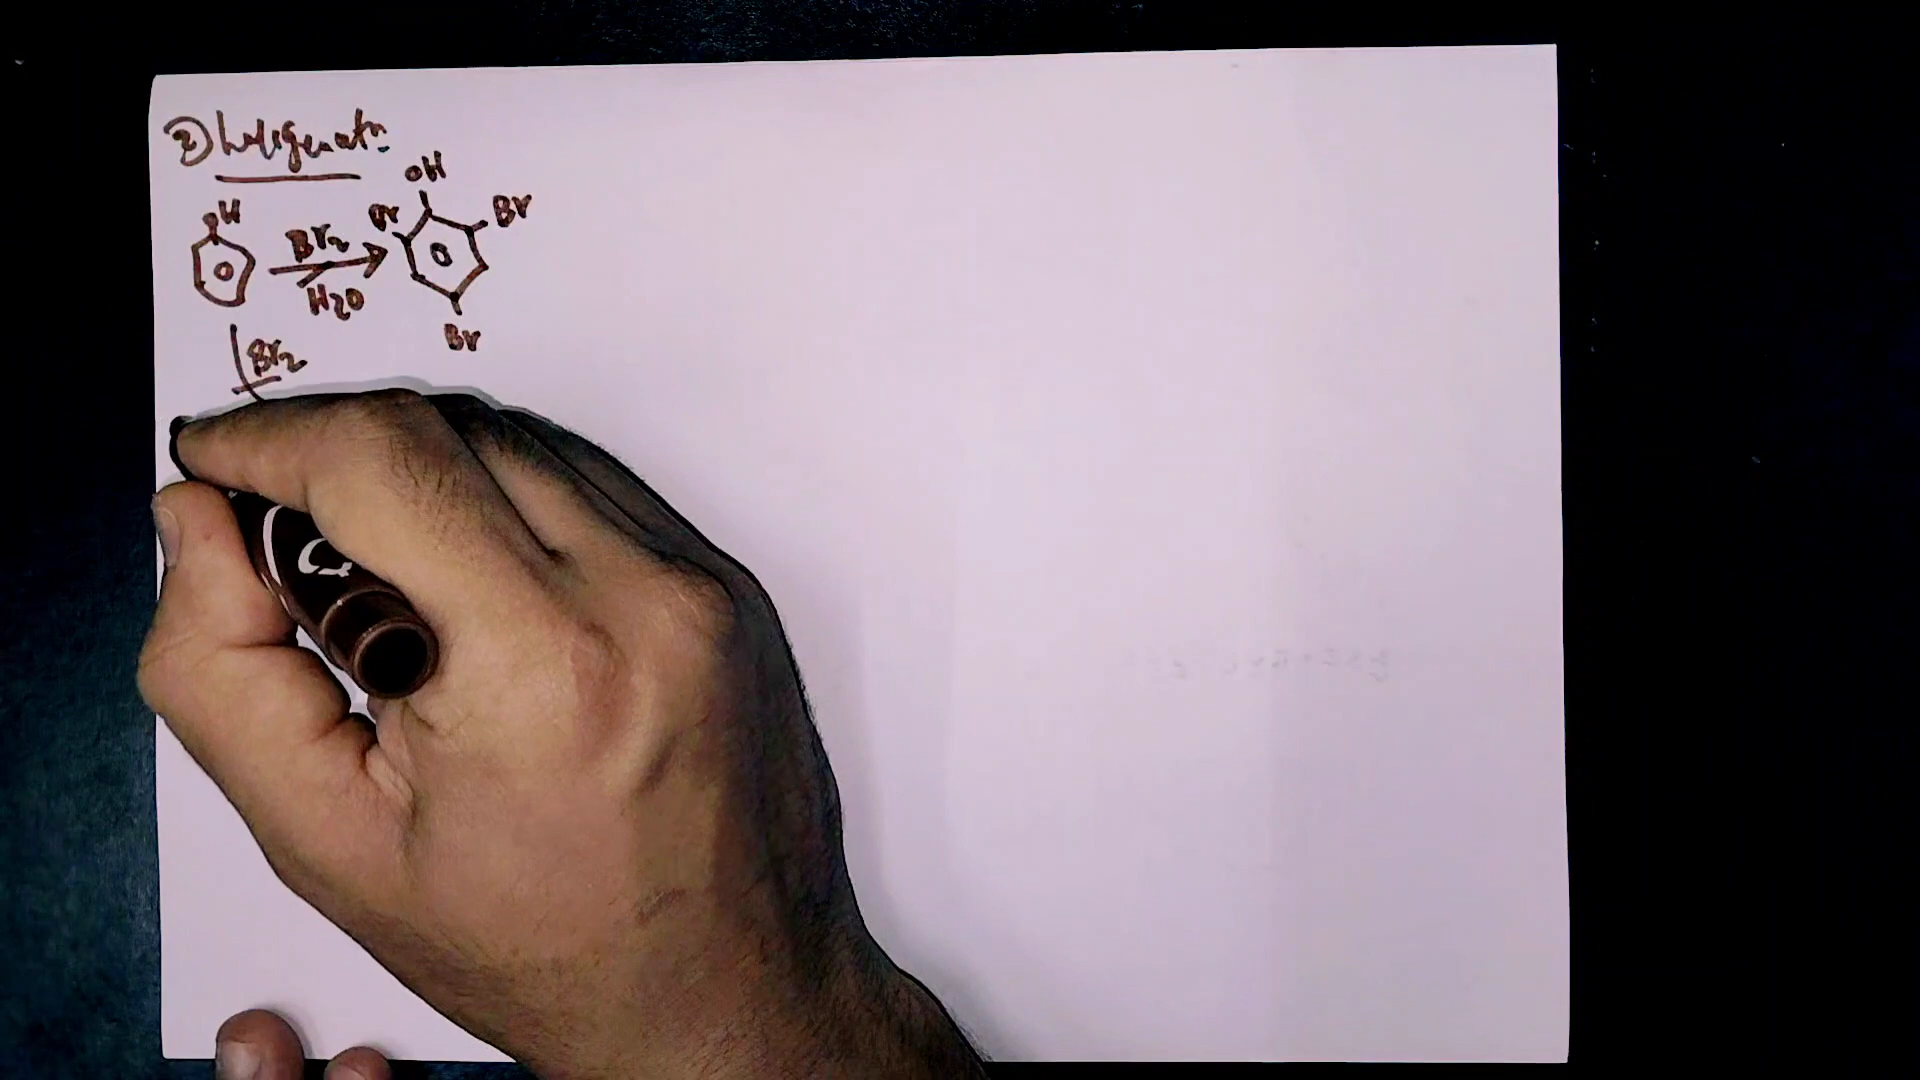 2) halogenatn
OH
Br
Br
OH
Br2
H2O
Br
Br2